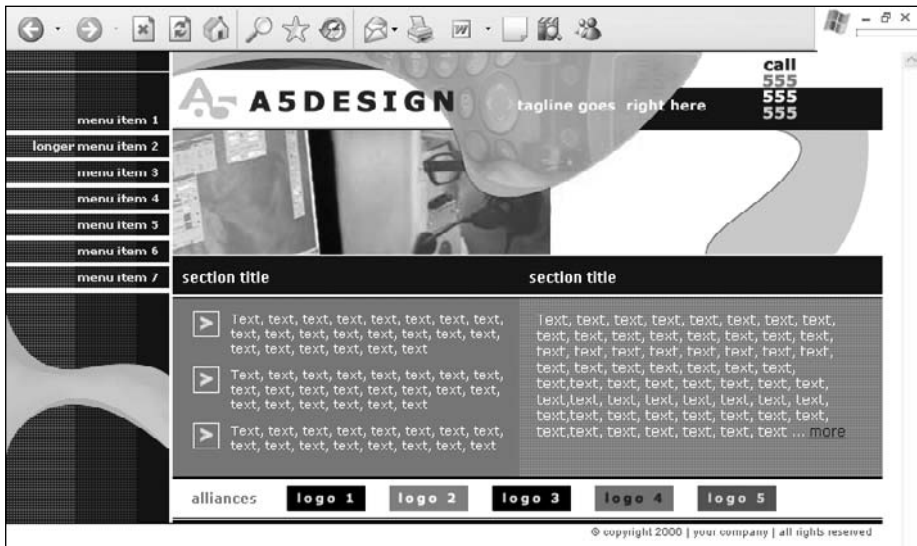 call
555
555
555
A5DESIGN
tagline goes right here
menu item 1
longer menu item 2
menu item 3
menu item 4
menu item 5
menu item 6
menu item 7
section title
Text, text, text, text, text, text, text, text,
text, text, text, text, text, text, text, text,
text, text, text, text, text, text
Text, text, text, text, text, text, text, text,
text, text, text, text, text, text, text, text,
text, text, text, text, text, text
Text, text, text, text, text, text, text, text,
text, text, text, text, text, text, text, text
section title
Text, text, text, text, text, text, text, text,
text, text, text, text, text, text, text, text,
text, text, text, text, text, text, text, text,
text, text, text, text, text, text, text,
text,text, text, text, text, text, text, text,
text,text, text, text, text, text, text, text,
text,text, text, text, text, text, text, text,
text,text, text, text, text, text, text ... more
alliances
logo 1
logo 2
logo 3
logo 4
logo 5
© copyright 2000 | your company | all rights reserved